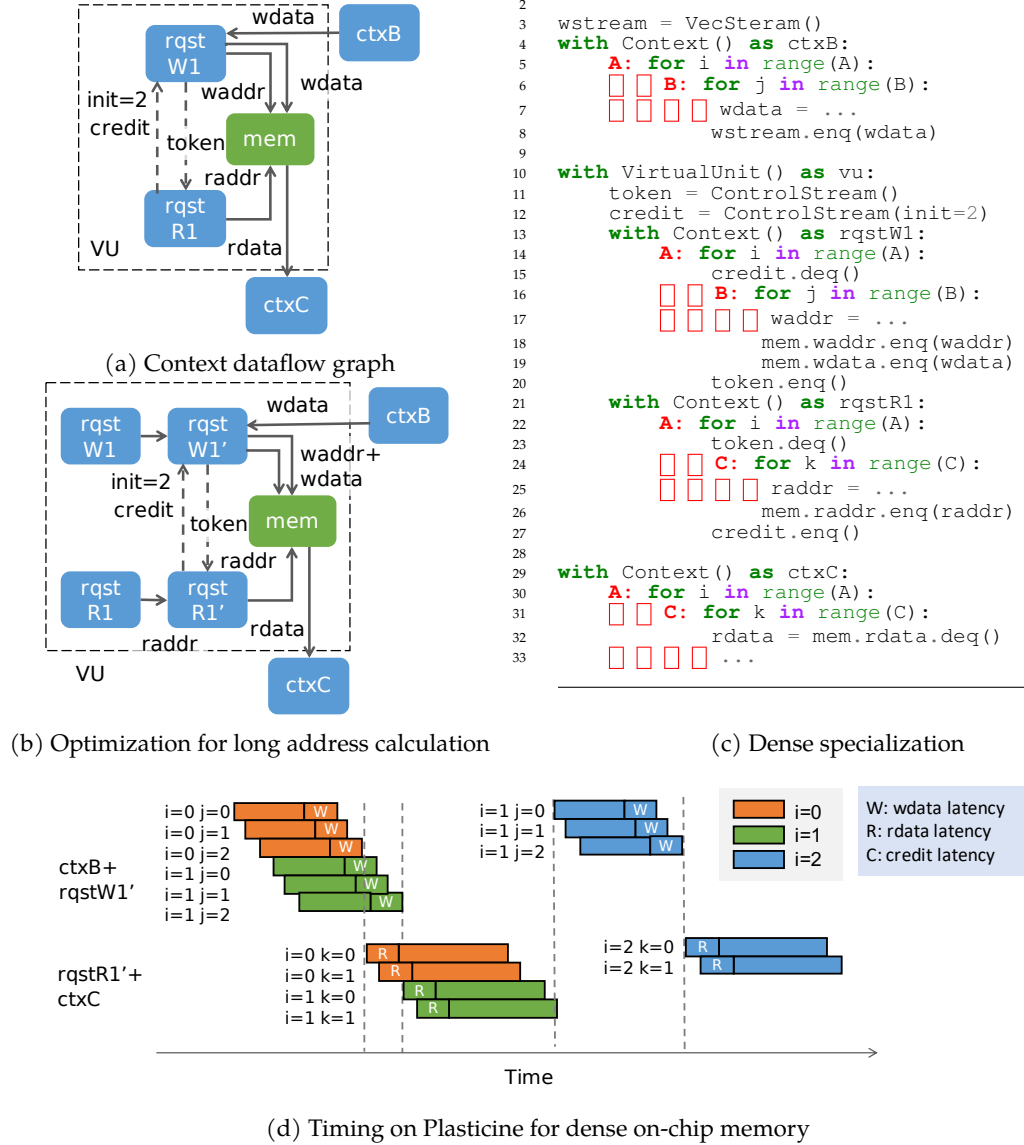 wdata
ctxB
rqst
W1
wdata
waddr
init=2
credit
token
mem
raddr
rqst
R1
rdata
VU
ctxC
(a) Context dataflow graph
wdata
ctxB
rqst
W1
rqst
W1'
waddr+
wdata
init=2
credit
token
mem
raddr
rqst
R1
rqst
R1'
raddr
rdata
VU
ctxC
(b) Optimization for long address calculation
2
3 wstream = VecSteram()
4 with Context() as ctxB:
5 A: for i in range(A):
6 B: for j in range(B):
7 wdata = ...
8 wstream.enq(wdata)
9
10 with VirtualUnit() as vu:
11 token = ControlStream()
12 credit = ControlStream(init=2)
13 with Context() as rqstW1:
14 A: for i in range(A):
15 credit.deq()
16 B: for j in range(B):
17 waddr = ...
18 mem.waddr.enq(waddr)
19 mem.wdata.enq(wdata)
20 token.enq()
21 with Context() as rqstR1:
22 A: for i in range(A):
23 token.deq()
24 C: for k in range(C):
25 raddr = ...
26 mem.raddr.enq(raddr)
27 credit.enq()
28
29 with Context() as ctxC:
30 A: for i in range(A):
31 C: for k in range(C):
32 rdata = mem.rdata.deq()
33 ...
(c) Dense specialization
ctxB+
rqstW1'
i=0 j=0 W
i=0 j=1 W
i=0 j=2 W
i=1 j=0 W
i=1 j=1 W
i=1 j=2 W
i=1 j=0 W
i=1 j=1 W
i=1 j=2 W
i=0
i=1
i=2
W: wdata latency
R: rdata latency
C: credit latency
rqstR1'+
ctxC
i=0 k=0 R
i=0 k=1 R
i=1 k=0 R
i=1 k=1 R
i=2 k=0 R
i=2 k=1 R
Time
(d) Timing on Plasticine for dense on-chip memory